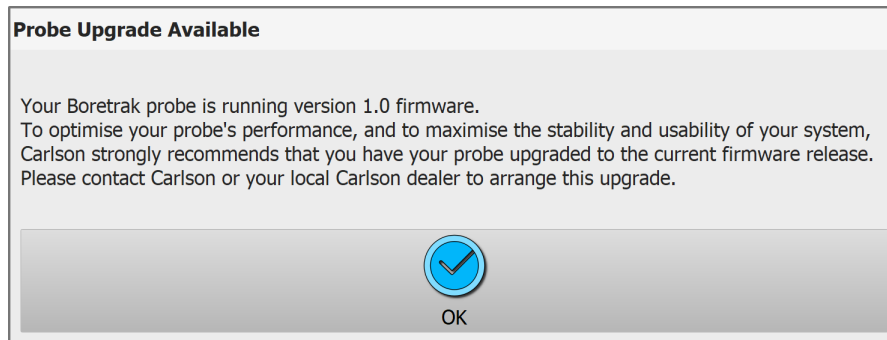 Probe Upgrade Available
Your Boretrak probe is running version 1.0 firmware.
To optimise your probe's performance, and to maximise the stability and usability of your system,
Carlson strongly recommends that you have your probe upgraded to the current firmware release.
Please contact Carlson or your local Carlson dealer to arrange this upgrade.
OK